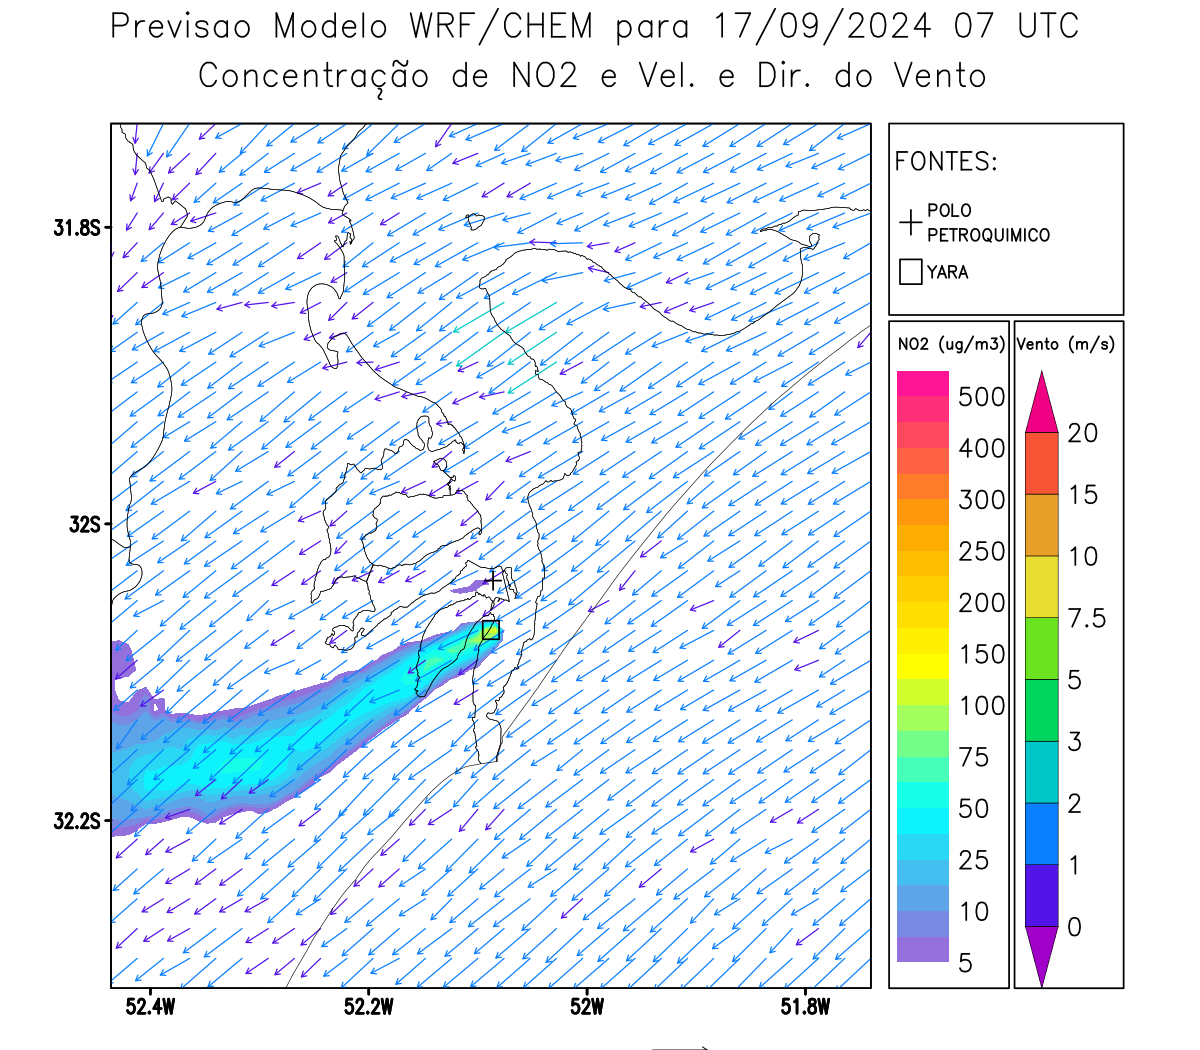 Previsao Modelo WRF/CHEM para 17/09/2024 07 UTC
Concentração de NO2 e Vel. e Dir. do Vento
FONTES:
POLO
PETROQUIMICO
YARA
NO2 (ug/m3)
500
400
300
250
200
150
100
75
50
25
10
5
Vento (m/s)
20
15
10
7.5
5
3
2
1
0
31.8S
32S
32.2S
52.4W
52.2W
52W
51.8W